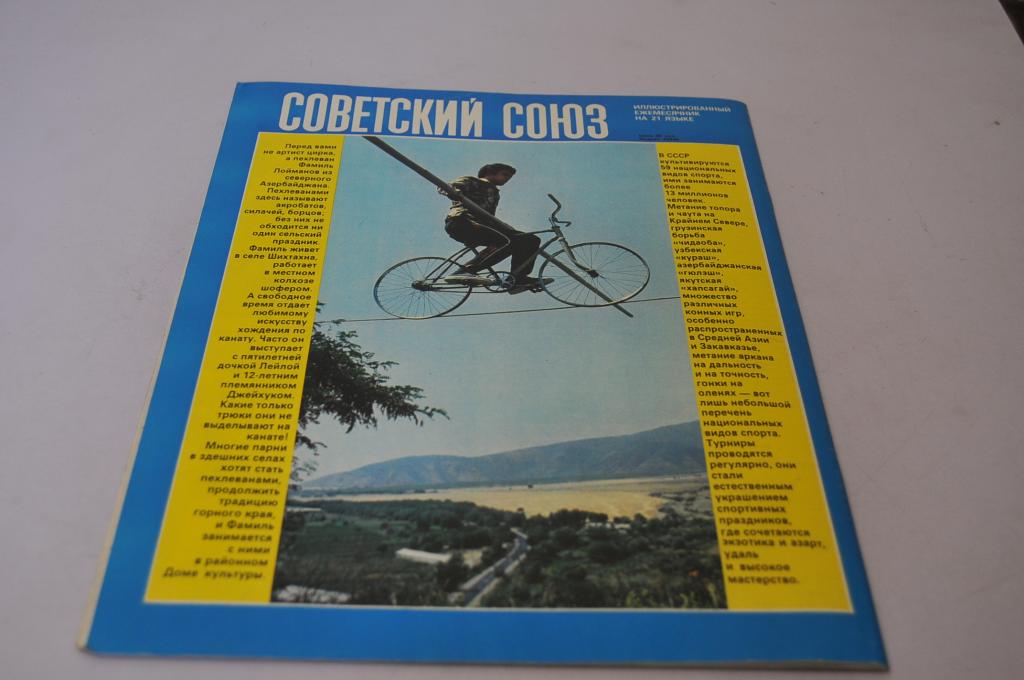 СОВЕТСКИЙ СОЮЗ
ИЛЛЮСТРИРОВАННЫЙ
ЕЖЕМЕСЯЧНИК
НА 21 ЯЗЫКЕ
Перед вами
не артист цирка,
а пехлеван
Фамиль
Лойманов из
северного
Азербайджана.
Пехлеванами
здесь называют
акробатов,
силачей, борцов;
без них не
обходится ни
один сельский
праздник.
Фамиль живет
в селе Шихтахна,
работает
в местном
колхозе
шофером.
А свободное
время отдает
любимому
искусству
хождения по
канату. Часто он
выступает
с пятилетней
дочкой Лейлой
и 12-летним
племянником
Джейхуком.
Какие только
трюки они не
выделывают на
канате!
Многие парни
в здешних селах
хотят стать
пехлеванами,
продолжить
традицию
горного края,
и Фамиль
занимается
с ними
в районном
Доме культуры.
В СССР
культивируются
59 национальных
видов спорта,
ими занимаются
более
13 миллионов
человек.
Метание топора
и чаута на
Крайнем Севере,
грузинская
борьба
«чидаоба»,
узбекская
«кураш»,
азербайджанская
«гюлэш»,
якутская
«хапсагай»,
множество
различных
конных игр,
особенно
распространенных
в Средней Азии
и Закавказье,
метание аркана
на дальность
и на точность,
гонки на
оленях — вот
лишь небольшой
перечень
национальных
видов спорта.
Турниры
проводятся
регулярно, они
стали
естественным
украшением
спортивных
праздников,
где сочетаются
экзотика и азарт,
удаль
и высокое
мастерство.